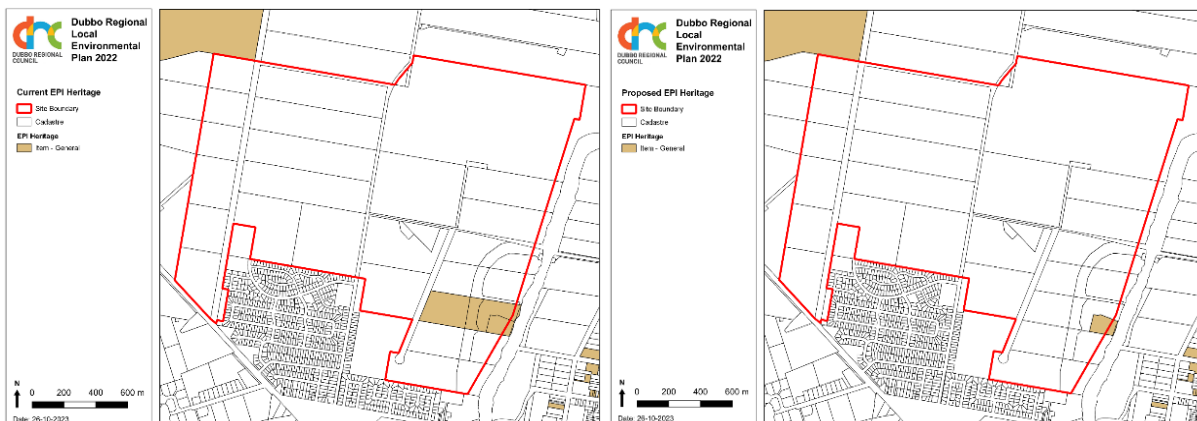 Dubbo Regional
Local
Environmental
Plan 2022
DUBBO REGIONAL
COUNCIL
Current EPI Heritage
Site Boundary
Cadastre
EPI Heritage
Item - General
N
0 200 400 600 m
Date: 26-10-2023
Dubbo Regional
Local
Environmental
Plan 2022
DUBBO REGIONAL
COUNCIL
Proposed EPI Heritage
Site Boundary
Cadastre
EPI Heritage
Item - General
N
0 200 400 600 m
Date: 26-10-2023